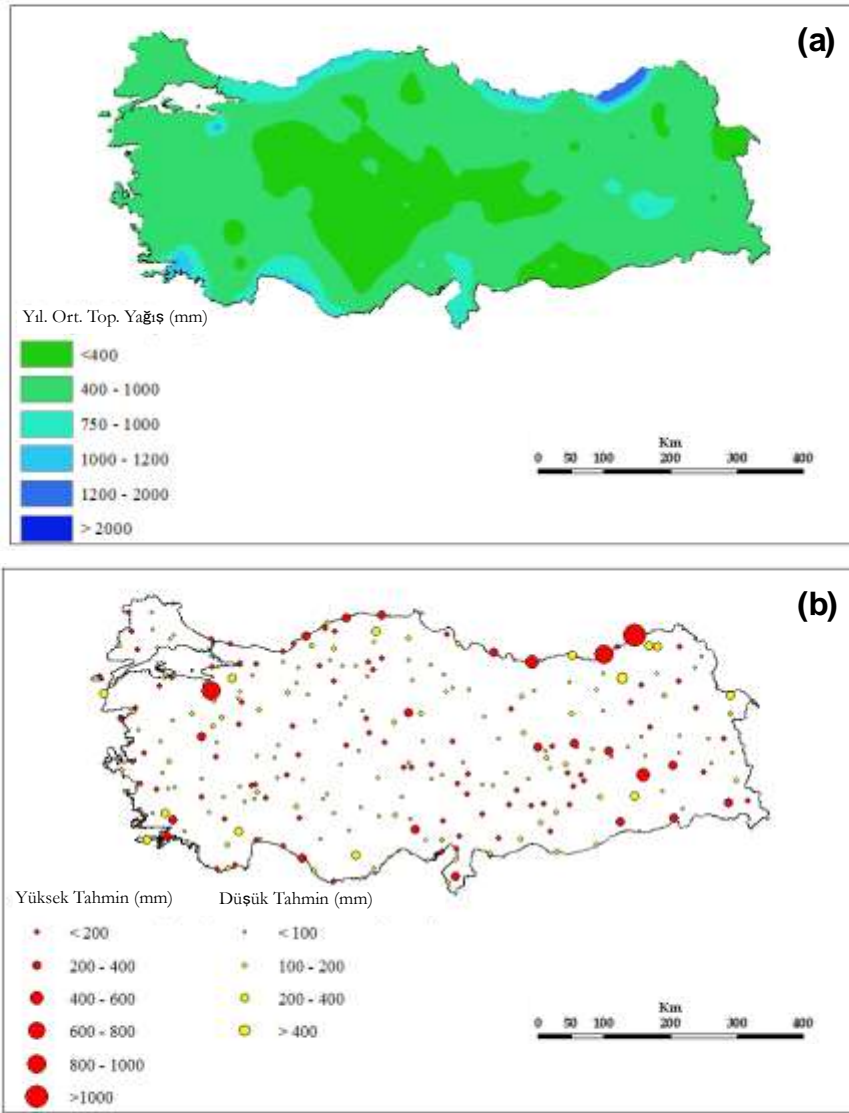 (a)
Yıl. Ort. Top. Yağış (mm)
<400
400 - 1000
750 - 1000
1000 - 1200
1200 - 2000
> 2000
Km
0 50 100 200 300 400
(b)
Yüksek Tahmin (mm)
< 200
200 - 400
400 - 600
600 - 800
800 - 1000
>1000
Düşük Tahmin (mm)
< 100
100 - 200
200 - 400
> 400
Km
0 50 100 200 300 400